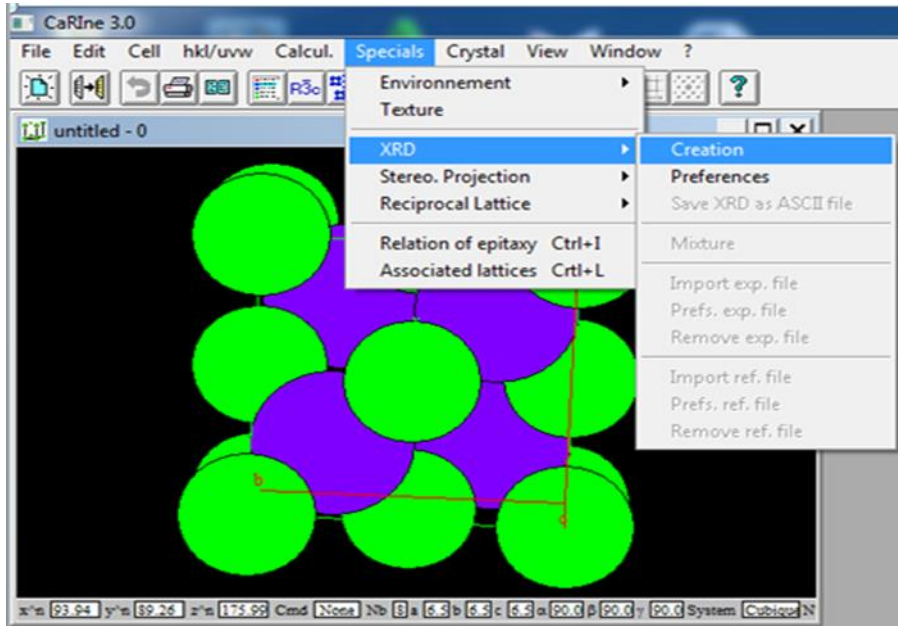 CaRIne 3.0
File Edit Cell hkl/uvw Calcul. Specials Crystal View Window ?
R3c
Environnement
Texture
untitled - 0
XRD
Creation
Stereo. Projection
Preferences
Reciprocal Lattice
Save XRD as ASCII file
Relation of epitaxy Ctrl+I
Mixture
Associated lattices Crtl+L
Import exp. file
Prefs. exp. file
Remove exp. file
Import ref. file
Prefs. ref. file
Remove ref. file
b
x^n 93.94 y^n 89.26 z^n 175.99 Cmd None Nb 8 a 6.5 b 6.5 c 6.5 α 90.0 β 90.0 γ 90.0 System Cubique N